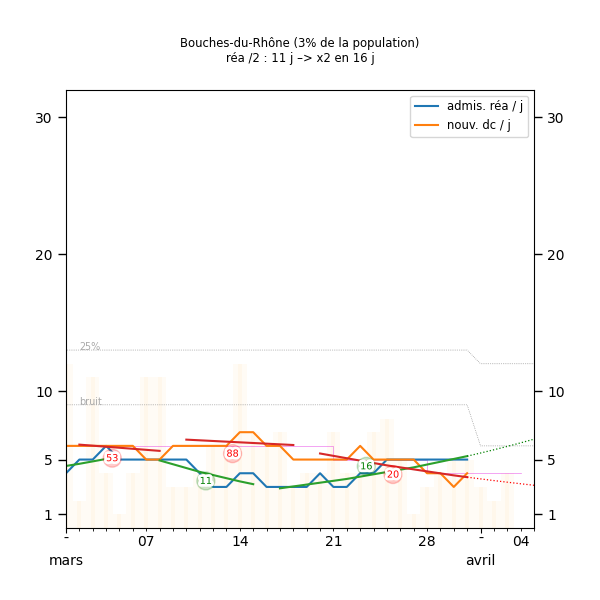 Bouches-du-Rhône (3% de la population)
réa /2 : 11 j –> x2 en 16 j
admis. réa / j
nouv. dc / j
30
30
20
20
25%
10
bruit
10
5
53
88
16
20
11
5
1
1
- 07 14 21 28 - 04
mars avril